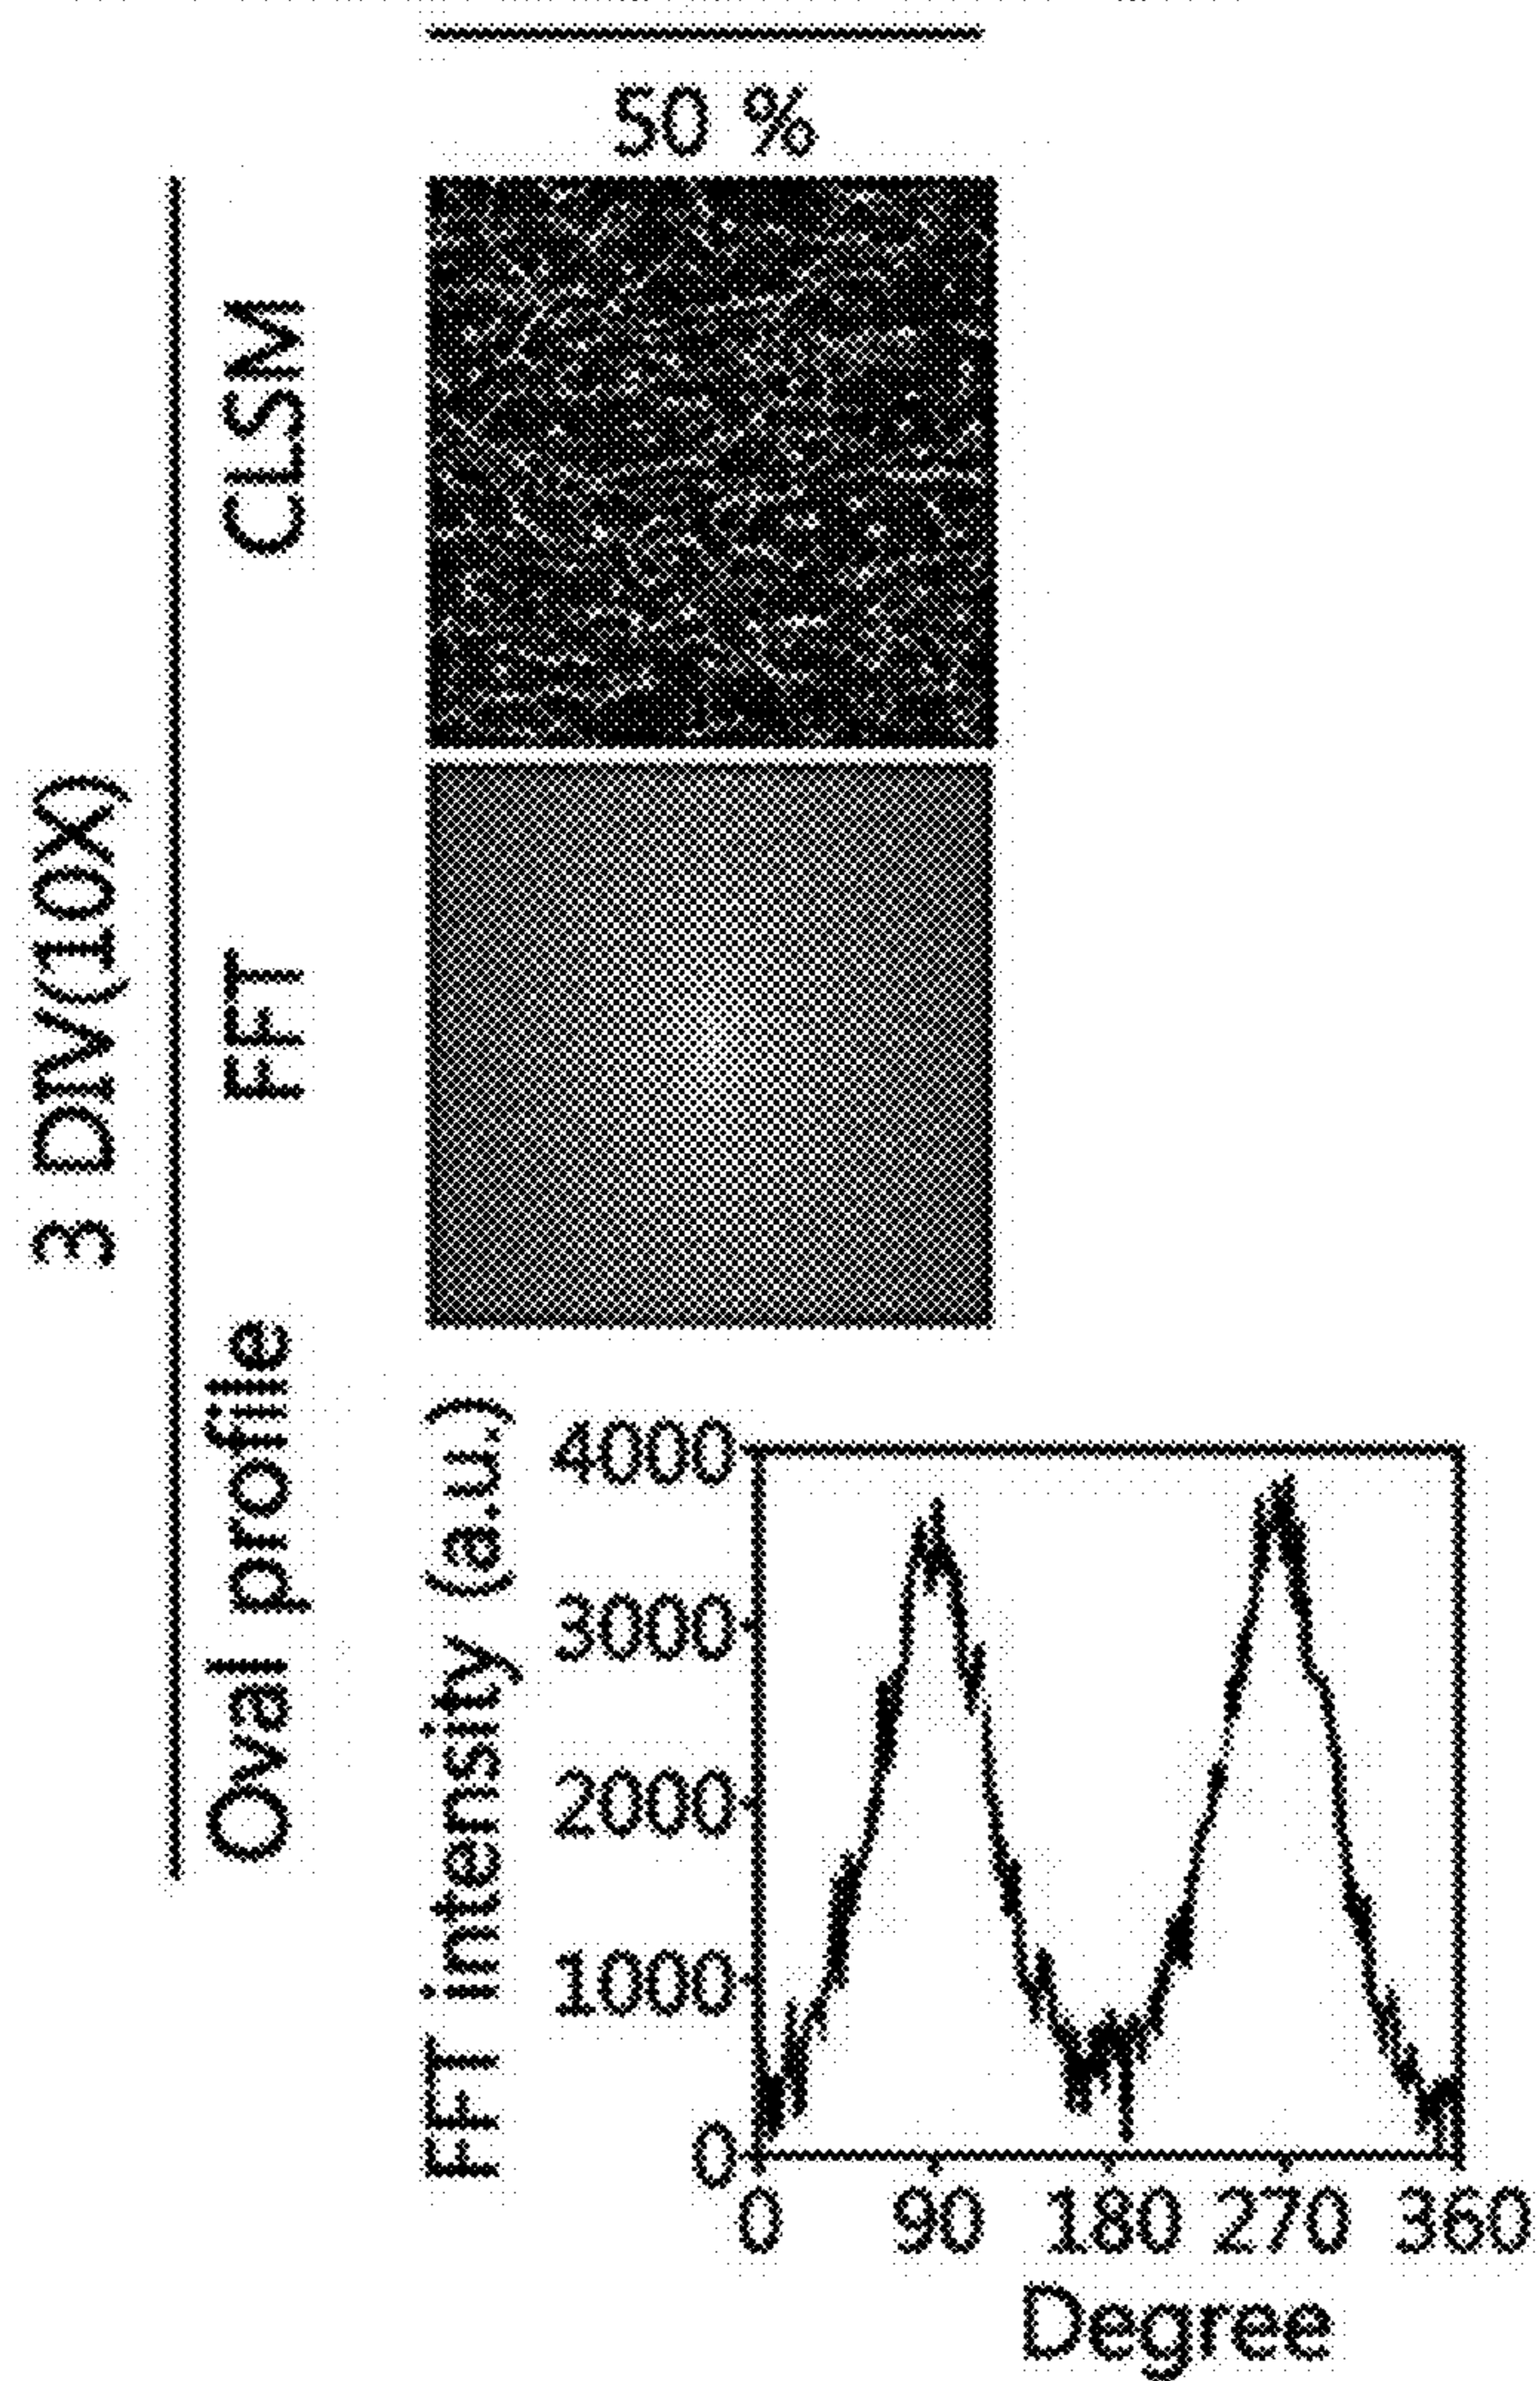 50 %
3 DIV(10X)
CLSM
FFT
Oval profile
FFT intensity (a.u.)
4000
3000
2000
1000
0
0 90 180 270 360
Degree